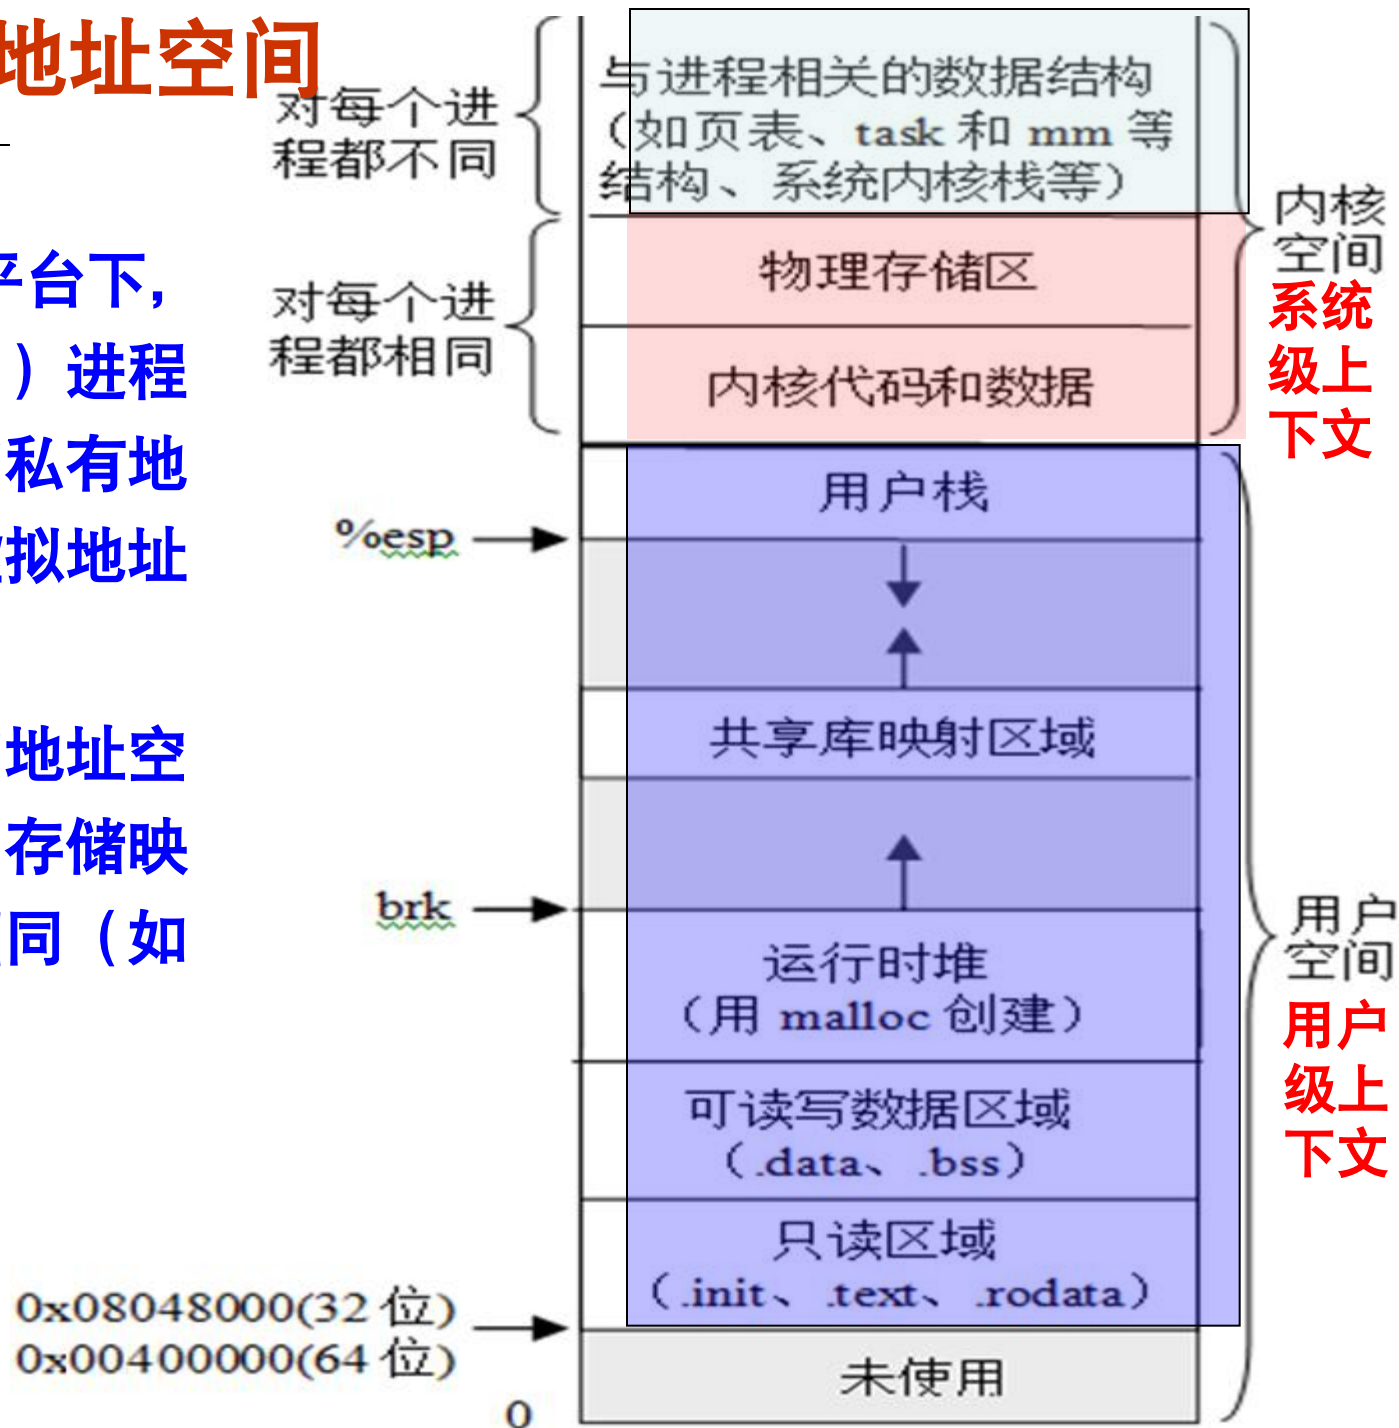 地址空间
对每个进
程都不同
与进程相关的数据结构
（如页表、task 和 mm 等
结构、系统内核栈等）
内核
空间
系统
级上
下文
平台下，
）进程
私有地
拟地址
地址空
存储映
同（如
对每个进
程都相同
物理存储区
内核代码和数据
用户栈
%esp
共享库映射区域
brk
运行时堆
（用 malloc 创建）
用户
空间
用户
级上
下文
可读写数据区域
（.data、.bss）
只读区域
（.init、.text、.rodata）
0x08048000(32 位)
0x00400000(64 位)
未使用
0